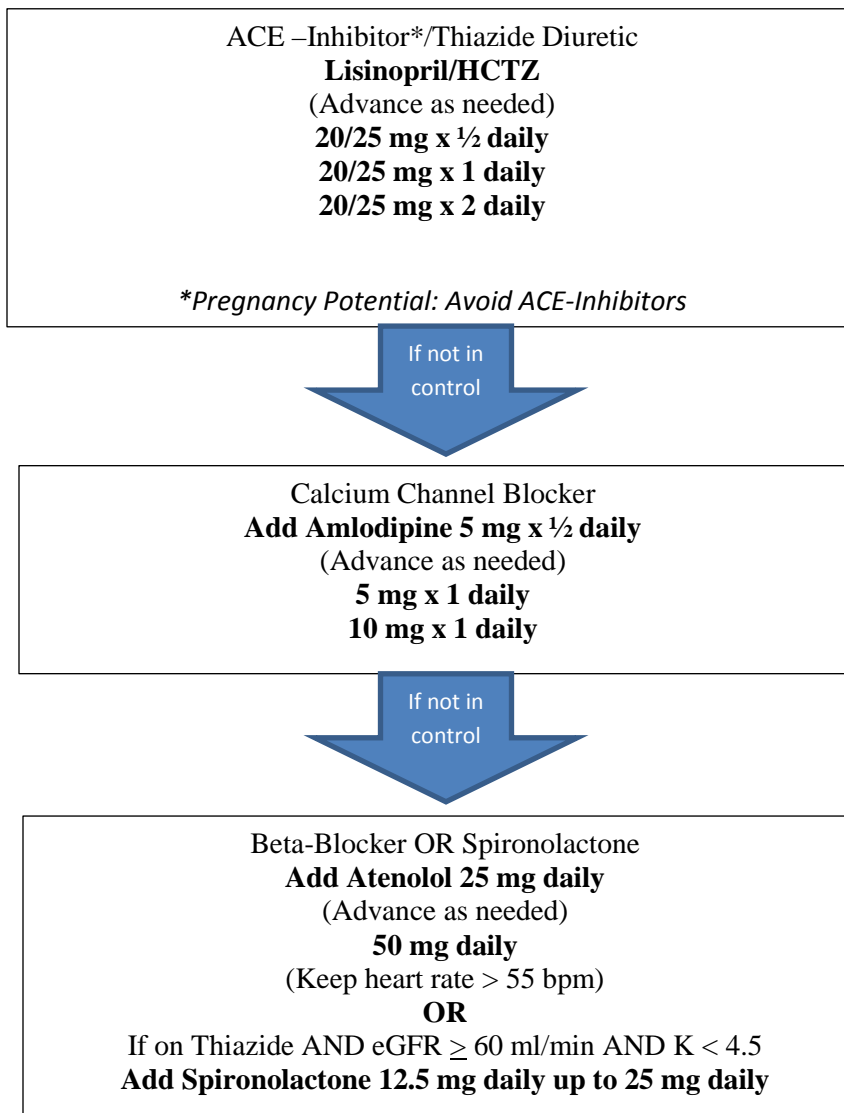 ACE –Inhibitor*/Thiazide Diuretic
Lisinopril/HCTZ
(Advance as needed)
20/25 mg x ½ daily
20/25 mg x 1 daily
20/25 mg x 2 daily
*Pregnancy Potential: Avoid ACE-Inhibitors
If not in
control
Calcium Channel Blocker
Add Amlodipine 5 mg x ½ daily
(Advance as needed)
5 mg x 1 daily
10 mg x 1 daily
If not in
control
Beta-Blocker OR Spironolactone
Add Atenolol 25 mg daily
(Advance as needed)
50 mg daily
(Keep heart rate > 55 bpm)
OR
If on Thiazide AND eGFR ≥ 60 ml/min AND K < 4.5
Add Spironolactone 12.5 mg daily up to 25 mg daily